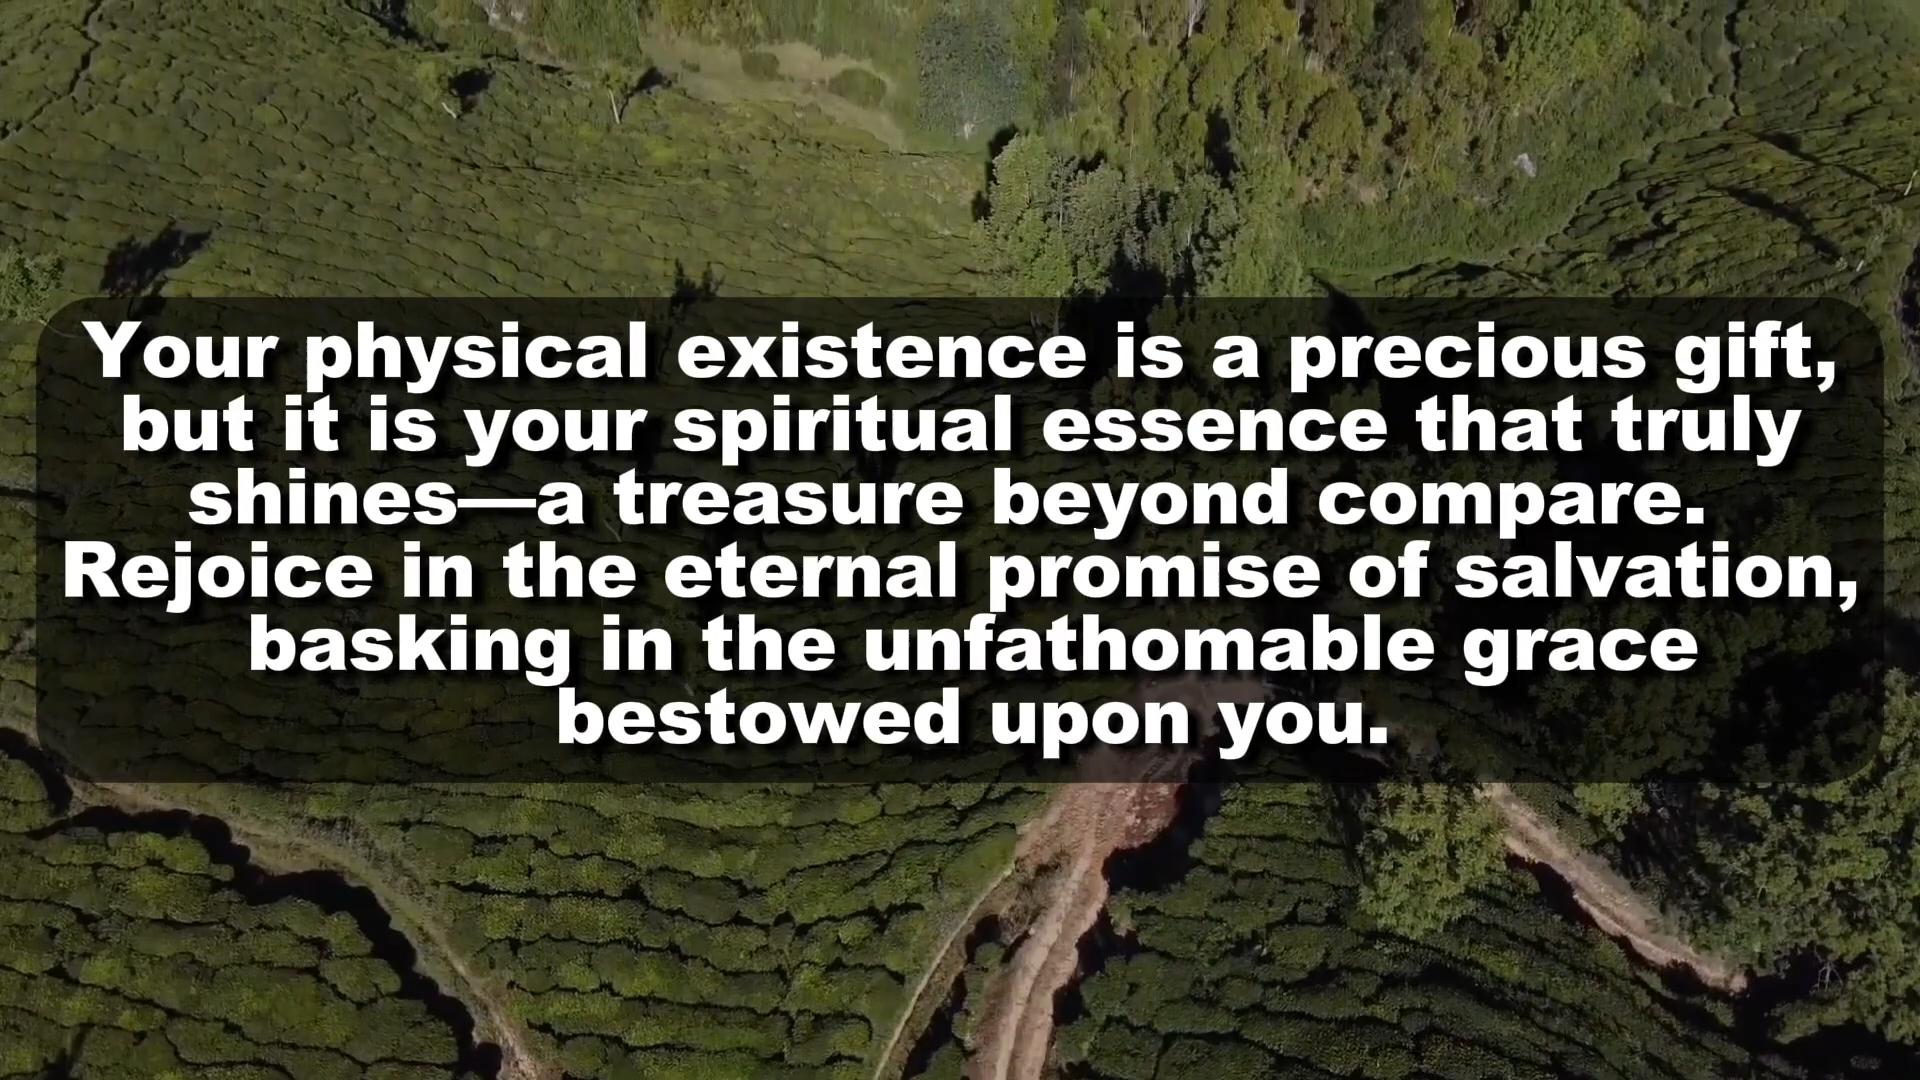 Your physical existence is a precious gift,
but it is your spiritual essence that truly
shines—a treasure beyond compare.
Rejoice in the eternal promise of salvation,
basking in the unfathomable grace
bestowed upon you.